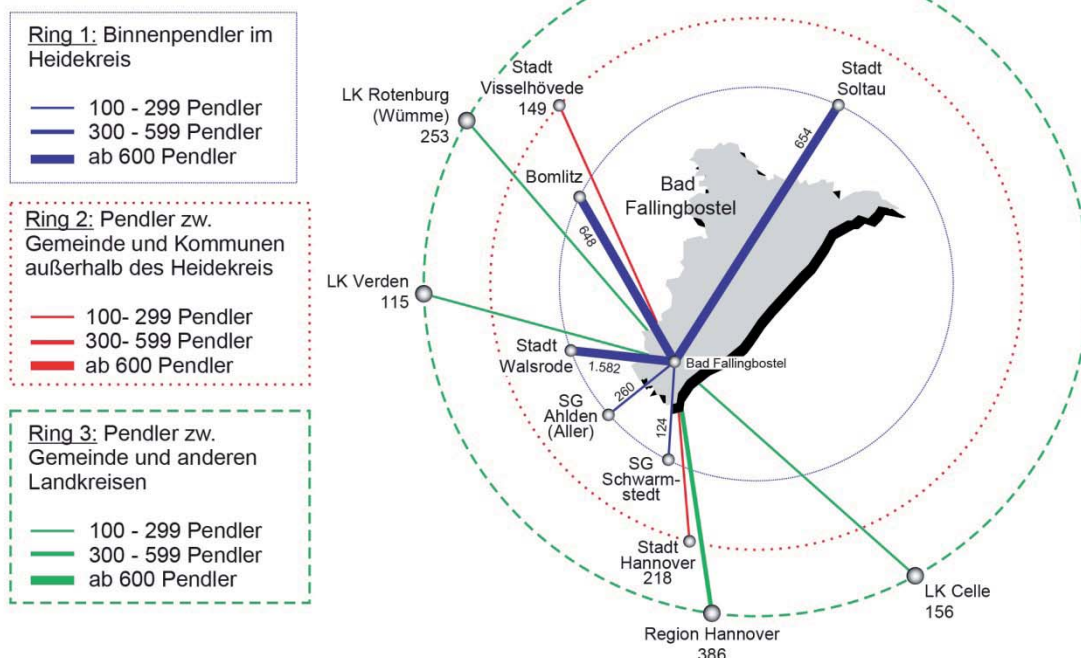 Ring 1: Binnenpendler im
Heidekreis
100 - 299 Pendler
300 - 599 Pendler
ab 600 Pendler
Ring 2: Pendler zw.
Gemeinde und Kommunen
außerhalb des Heidekreis
100- 299 Pendler
300- 599 Pendler
ab 600 Pendler
Ring 3: Pendler zw.
Gemeinde und anderen
Landkreisen
100 - 299 Pendler
300 - 599 Pendler
ab 600 Pendler
LK Rotenburg
(Wümme)
253
Stadt
Visselhövede
149
Stadt
Soltau
654
Bomlitz
648
Bad
Fallingbostel
LK Verden
115
Stadt
Walsrode
1.582
Bad Fallingbostel
SG
Ahlden
(Aller)
260
124
SG
Schwarm-
stedt
Stadt
Hannover
218
LK Celle
156
Region Hannover
386